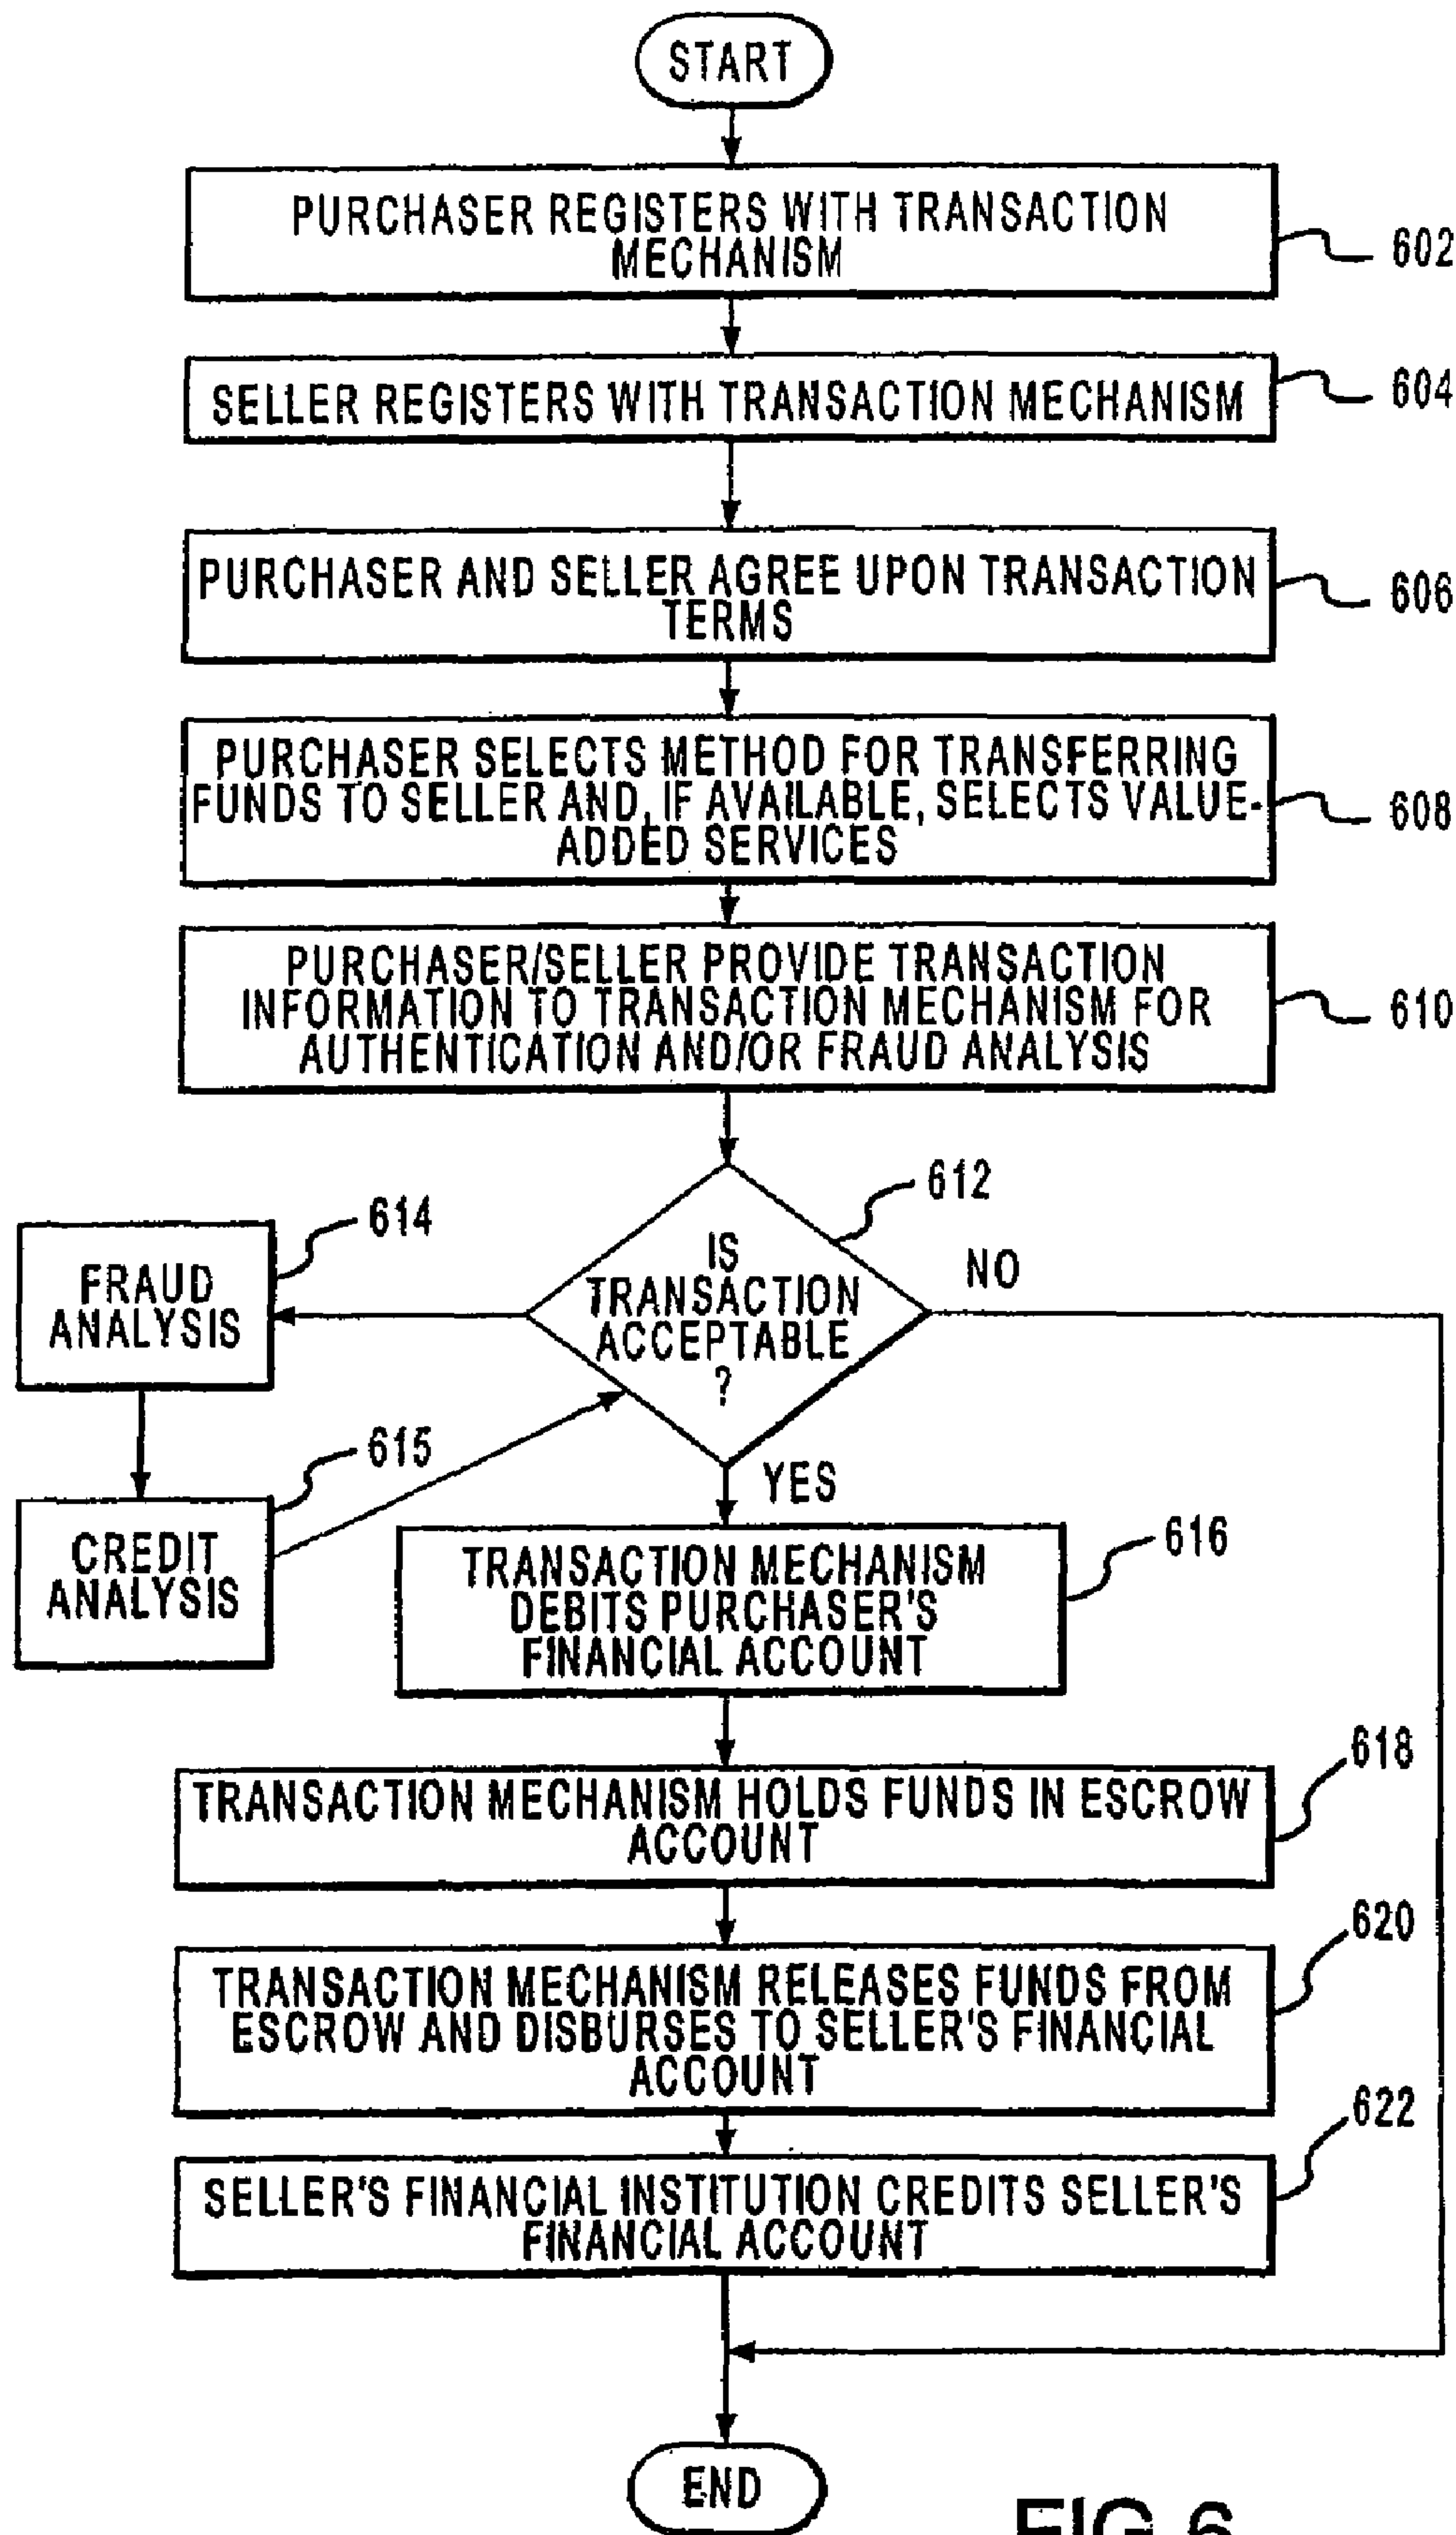 START
PURCHASER REGISTERS WITH TRANSACTION
MECHANISM
602
SELLER REGISTERS WITH TRANSACTION MECHANISM
604
PURCHASER AND SELLER AGREE UPON TRANSACTION
TERMS
606
PURCHASER SELECTS METHOD FOR TRANSFERRING
FUNDS TO SELLER AND, IF AVAILABLE, SELECTS VALUE-
ADDED SERVICES
608
PURCHASER/SELLER PROVIDE TRANSACTION
INFORMATION TO TRANSACTION MECHANISM FOR
AUTHENTICATION AND/OR FRAUD ANALYSIS
610
612
IS
TRANSACTION
ACCEPTABLE
?
NO
614
FRAUD
ANALYSIS
615
CREDIT
ANALYSIS
YES
616
TRANSACTION MECHANISM
DEBITS PURCHASER'S
FINANCIAL ACCOUNT
618
TRANSACTION MECHANISM HOLDS FUNDS IN ESCROW
ACCOUNT
620
TRANSACTION MECHANISM RELEASES FUNDS FROM
ESCROW AND DISBURSES TO SELLER'S FINANCIAL
ACCOUNT
622
SELLER'S FINANCIAL INSTITUTION CREDITS SELLER'S
FINANCIAL ACCOUNT
END
FIG.6